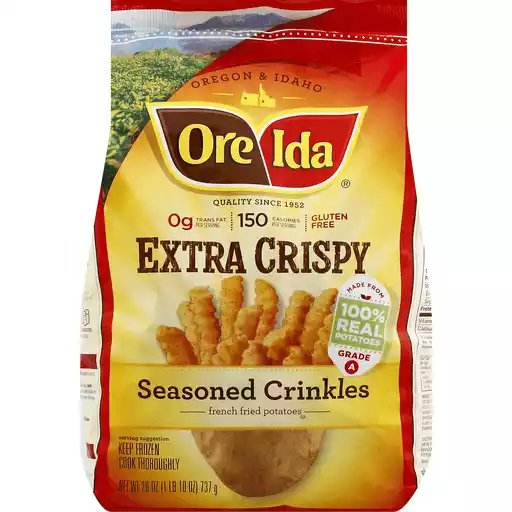 OREGON & IDAHO
Ore Ida
®
QUALITY SINCE 1952
0g TRANS FAT PER SERVING
150 CALORIES PER SERVING
GLUTEN FREE
EXTRA CRISPY
MADE FROM
100%
REAL
POTATOES
GRADE
A
Seasoned Crinkles
french fried potatoes
serving suggestion
KEEP FROZEN
COOK THOROUGHLY
NET WT 26 OZ (1 LB 10 OZ) 737 g